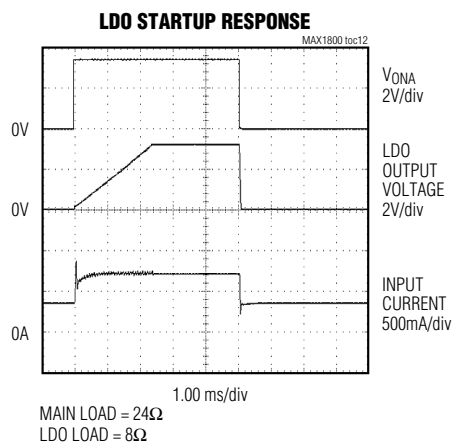 LDO STARTUP RESPONSE
MAX1800 toc12
VONA
2V/div
0V
LDO
OUTPUT
VOLTAGE
2V/div
0V
INPUT
CURRENT
500mA/div
0A
1.00 ms/div
MAIN LOAD = 24Ω
LDO LOAD = 8Ω